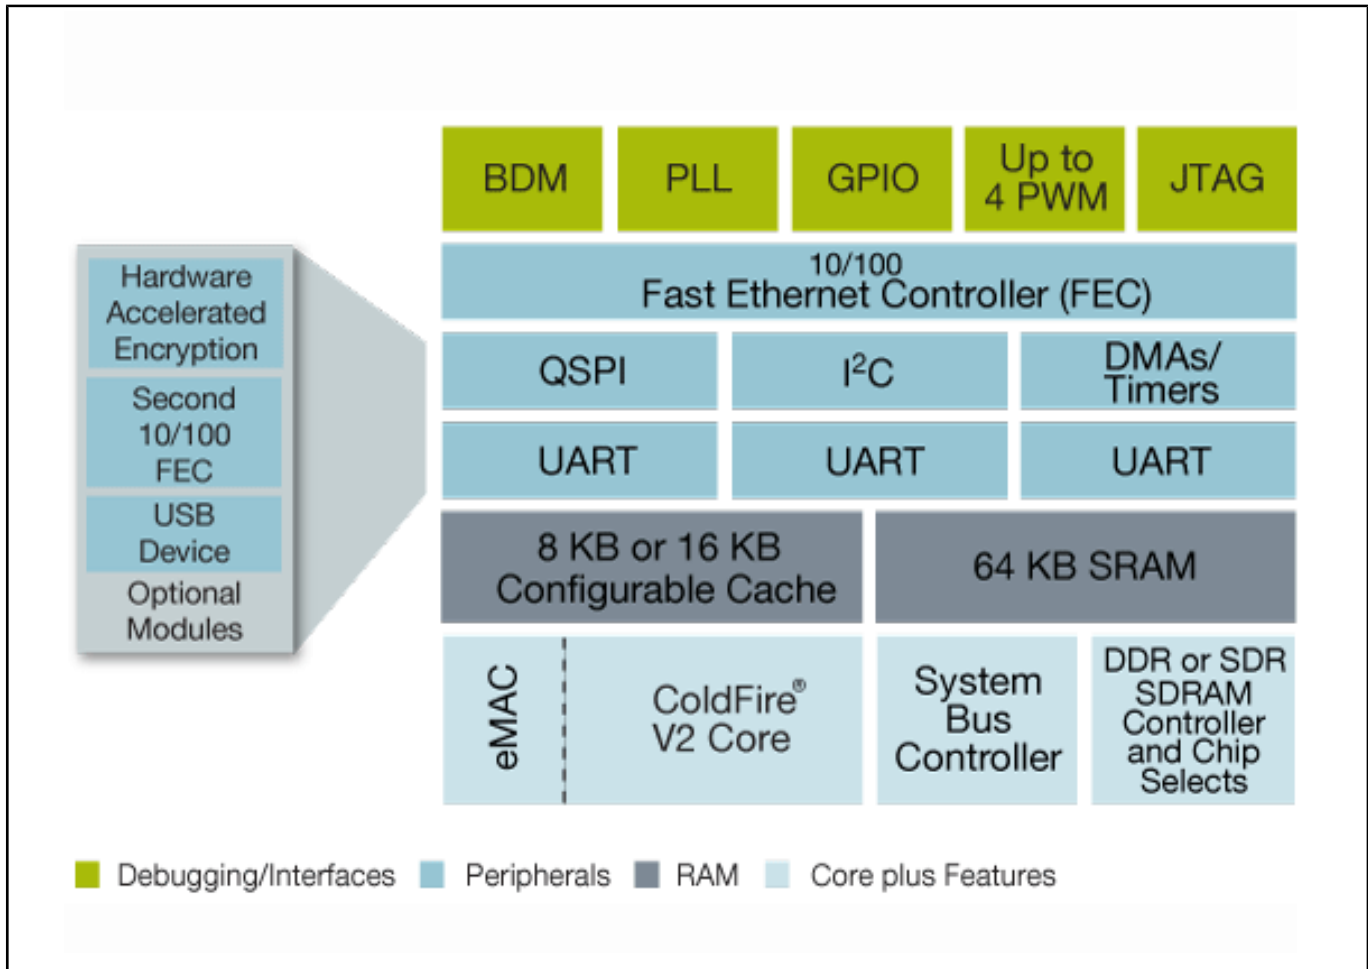 BDM
PLL
GPIO
Up to
4 PWM
JTAG
10/100
Fast Ethernet Controller (FEC)
Hardware
Accelerated
Encryption
Second
10/100
FEC
USB
Device
Optional
Modules
QSPI
I²C
DMAs/
Timers
UART
UART
UART
8 KB or 16 KB
Configurable Cache
64 KB SRAM
eMAC
ColdFire®
V2 Core
System
Bus
Controller
DDR or SDR
SDRAM
Controller
and Chip
Selects
Debugging/Interfaces
Peripherals
RAM
Core plus Features